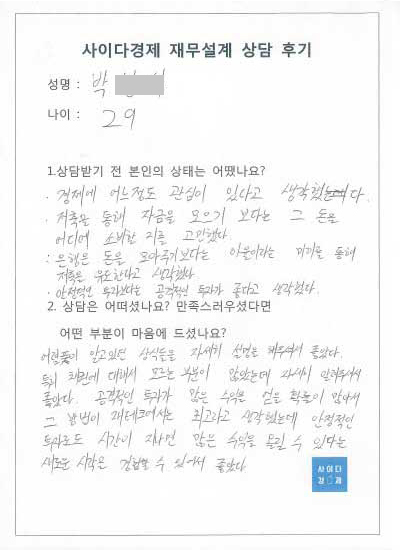 사이다경제 재무설계 상담 후기
성명 : 박
나이 : 29
1.상담받기 전 본인의 상태는 어땠나요?
· 경제에 어느정도 관심이 있다고 생각했다.
· 저축을 통해 자금을 모으기 보다는 그 돈을
어디에 소비한 지를 고민했다
· 은행은 돈을 모아주기보다는 이율이라는 미끼를 통해
저축을 유도한다고 생각했다
· 안정적인 투자보다는 공격적인 투자가 좋다고 생각했다.
2. 상담은 어떠셨나요? 만족스러우셨다면
어떤 부분이 마음에 드셨나요?
알고있던 상식들을 자세히 설명을 해주셔서 좋았다.
특히 대해서 모르는 부분이 많았는데 자세히 알려주셔서
좋았다. 공격적인 투자가 많은 수익을 얻을 확률이 많아서
그 방법이 재테크에서는 최고라고 생각했는데 안정적인
투자로도 시간이 지나면 많은 수익을 올릴 수 있다는
새로운 시각을 경험할 수 있어서 좋았다
사이다
경제